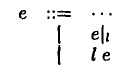 e ::= ⋯
| e|ₗ
| l e